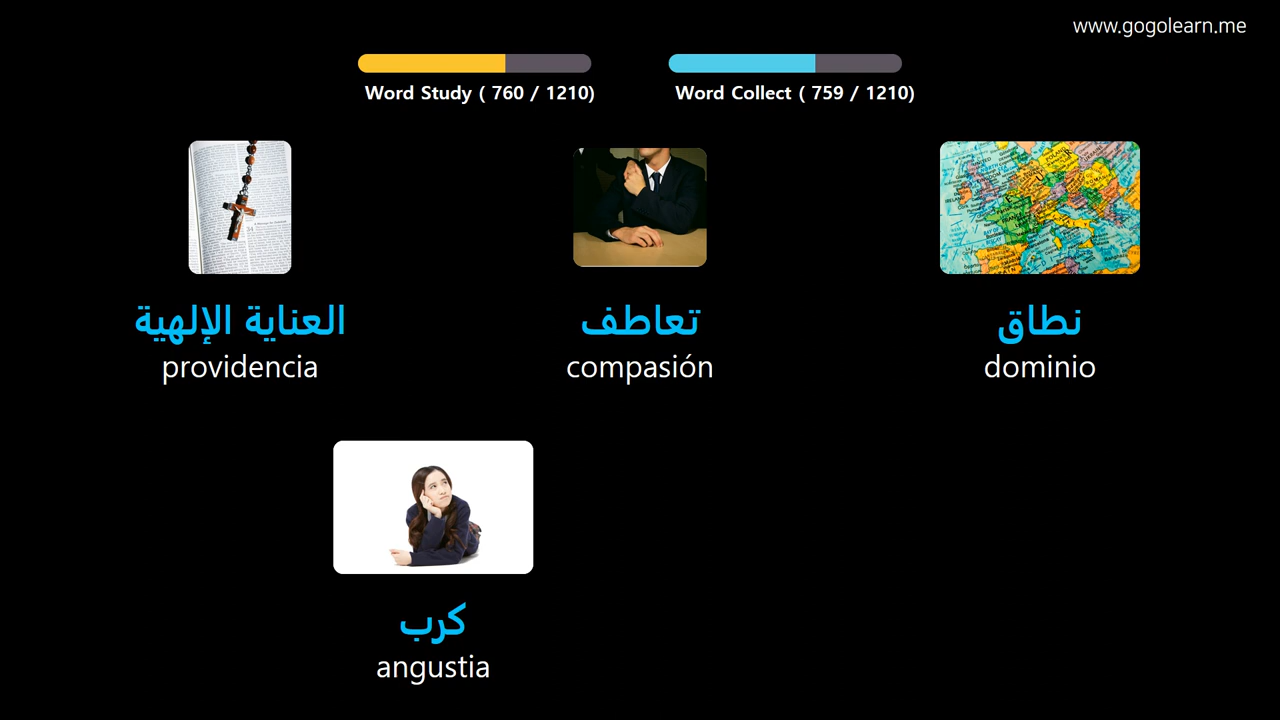 www.gogolearn.me
Word Study ( 760 / 1210)
Word Collect ( 759 / 1210)
العناية الإلهية
providencia
تعاطف
compasión
نطاق
dominio
كرب
angustia